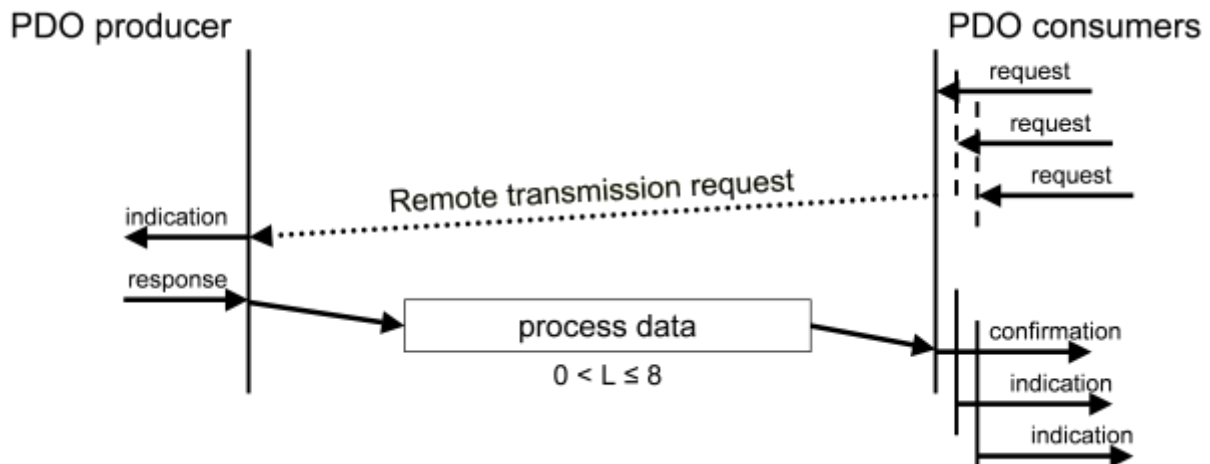 PDO producer
PDO consumers
request
request
request
Remote transmission request
indication
response
process data
0 < L ≤ 8
confirmation
indication
indication